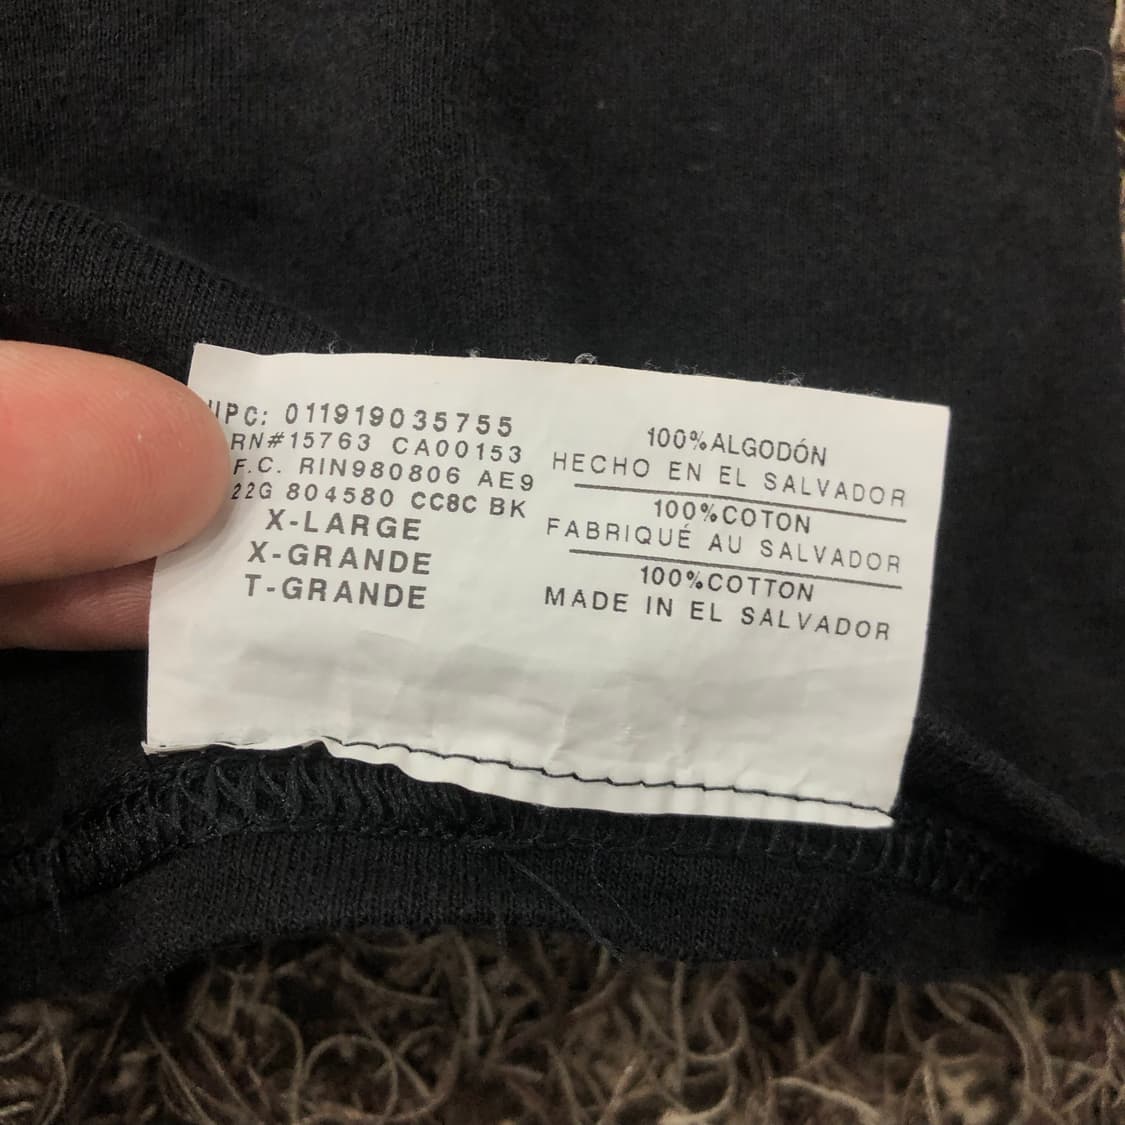 UPC: 011919035755
RN#15763 CA00153
F.C. RIN980806 AE9
22G 804580 CC8C BK
X-LARGE
X-GRANDE
T-GRANDE
100%ALGODÓN
HECHO EN EL SALVADOR
100%COTON
FABRIQUÉ AU SALVADOR
100%COTTON
MADE IN EL SALVADOR